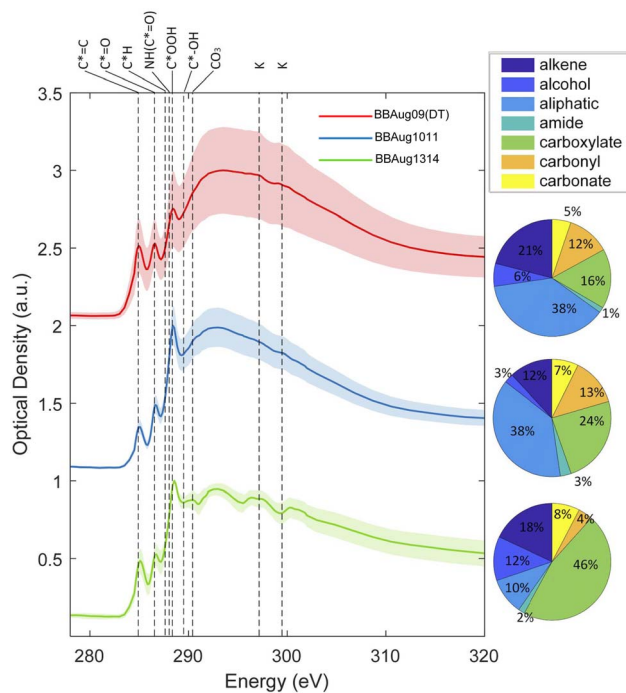 C*=C
C*=O
C*H
NH(C*=O)
C*OOH
C*-OH
CO₃
K
K
3.5
3
2.5
2
1.5
1
0.5
Optical Density (a.u.)
BBAug09(DT)
BBAug1011
BBAug1314
280
290
300
310
320
Energy (eV)
alkene
alcohol
aliphatic
amide
carboxylate
carbonyl
carbonate
5%
21%
12%
6%
16%
38%
1%
3%
12%
7%
13%
38%
24%
3%
18%
8%
4%
12%
46%
10%
2%